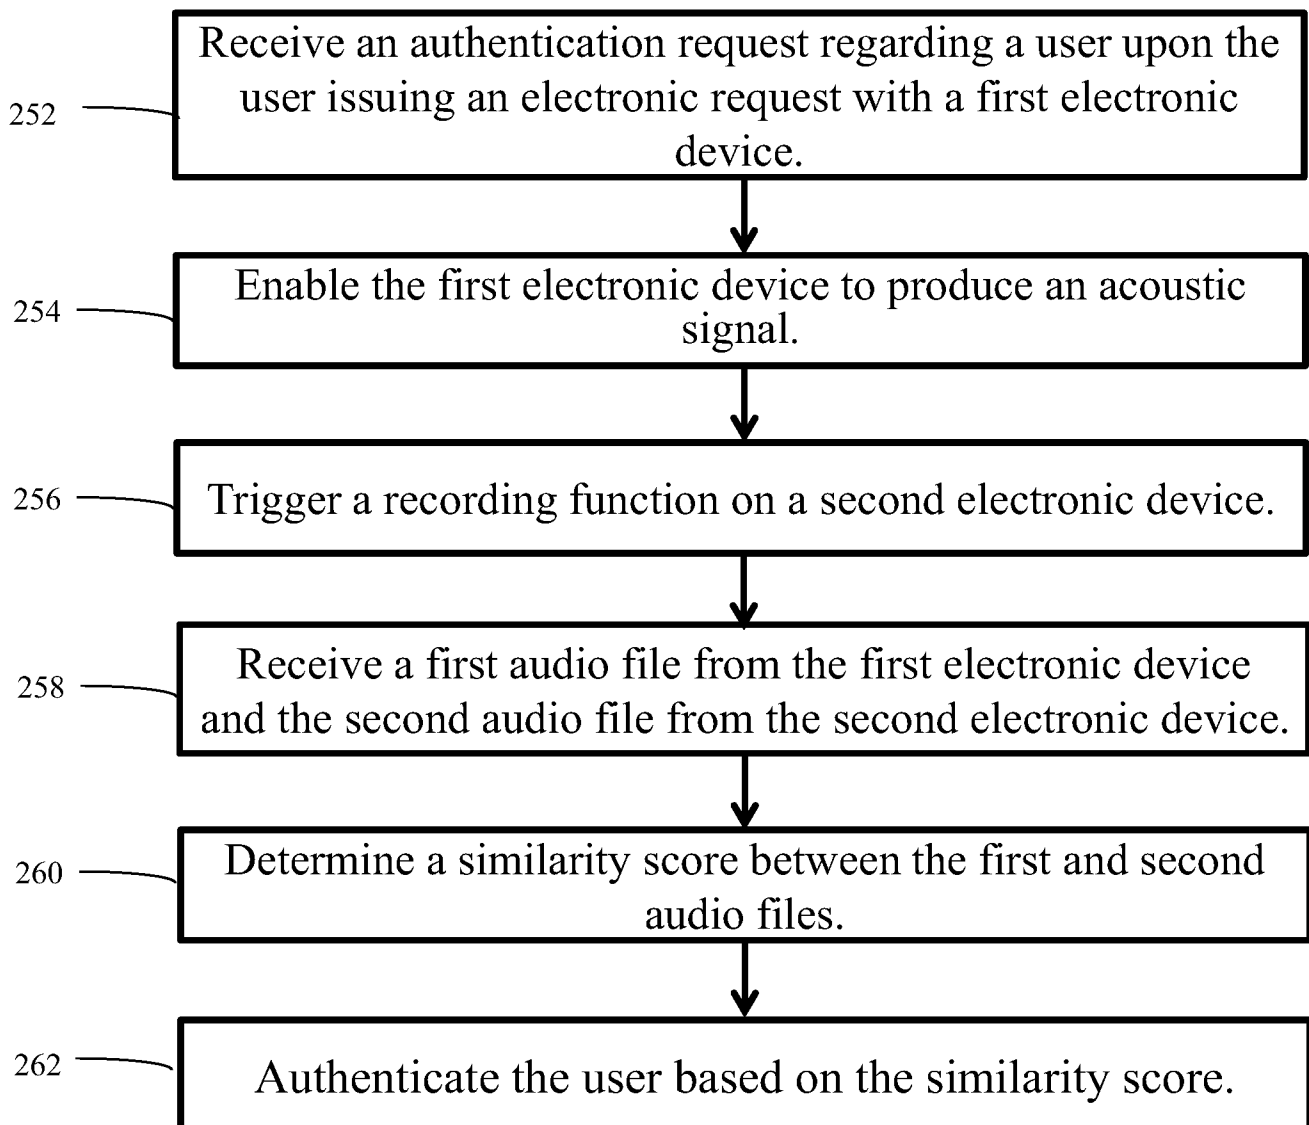 252
Receive an authentication request regarding a user upon the
user issuing an electronic request with a first electronic
device.
254
Enable the first electronic device to produce an acoustic
signal.
256
Trigger a recording function on a second electronic device.
258
Receive a first audio file from the first electronic device
and the second audio file from the second electronic device.
260
Determine a similarity score between the first and second
audio files.
262
Authenticate the user based on the similarity score.